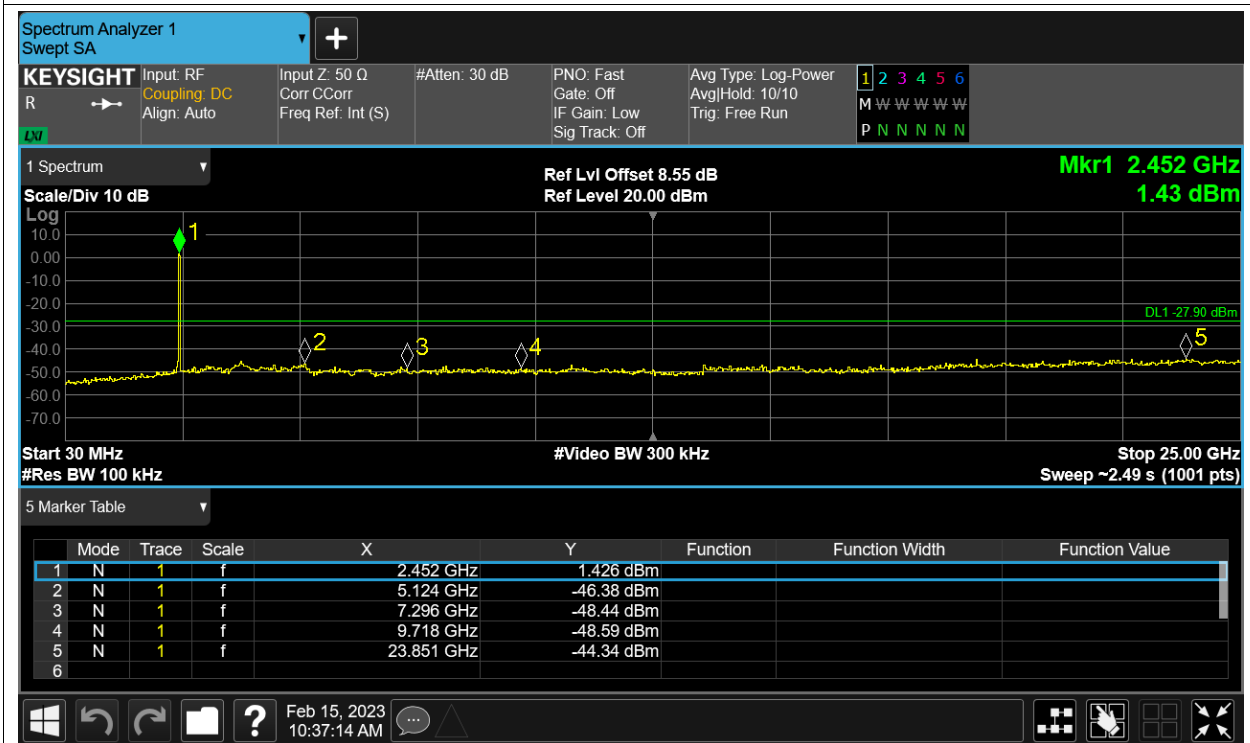 Spectrum Analyzer 1
Swept SA
KEYSIGHT
R
LXI
Input: RF
Coupling: DC
Align: Auto
Input Z: 50 Ω
Corr CCorr
Freq Ref: Int (S)
#Atten: 30 dB
PNO: Fast
Gate: Off
IF Gain: Low
Sig Track: Off
Avg Type: Log-Power
Avg|Hold: 10/10
Trig: Free Run
1 2 3 4 5 6
M W W W W W
P N N N N N
1 Spectrum
Scale/Div 10 dB
Ref Lvl Offset 8.55 dB
Ref Level 20.00 dBm
Mkr1 2.452 GHz
1.43 dBm
Log
10.0
0.00
-10.0
-20.0
-30.0
-40.0
-50.0
-60.0
-70.0
1
2
3
4
5
DL1 -27.90 dBm
Start 30 MHz
#Video BW 300 kHz
Stop 25.00 GHz
#Res BW 100 kHz
Sweep ~2.49 s (1001 pts)
5 Marker Table
Mode Trace Scale X Y Function Function Width Function Value
1 N 1 f 2.452 GHz 1.426 dBm
2 N 1 f 5.124 GHz -46.38 dBm
3 N 1 f 7.296 GHz -48.44 dBm
4 N 1 f 9.718 GHz -48.59 dBm
5 N 1 f 23.851 GHz -44.34 dBm
6
?
Feb 15, 2023
10:37:14 AM